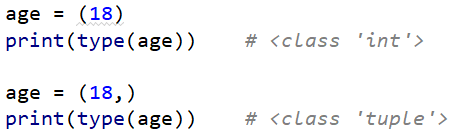 age = (18)
print(type(age))    # <class 'int'>
age = (18,)
print(type(age))    # <class 'tuple'>